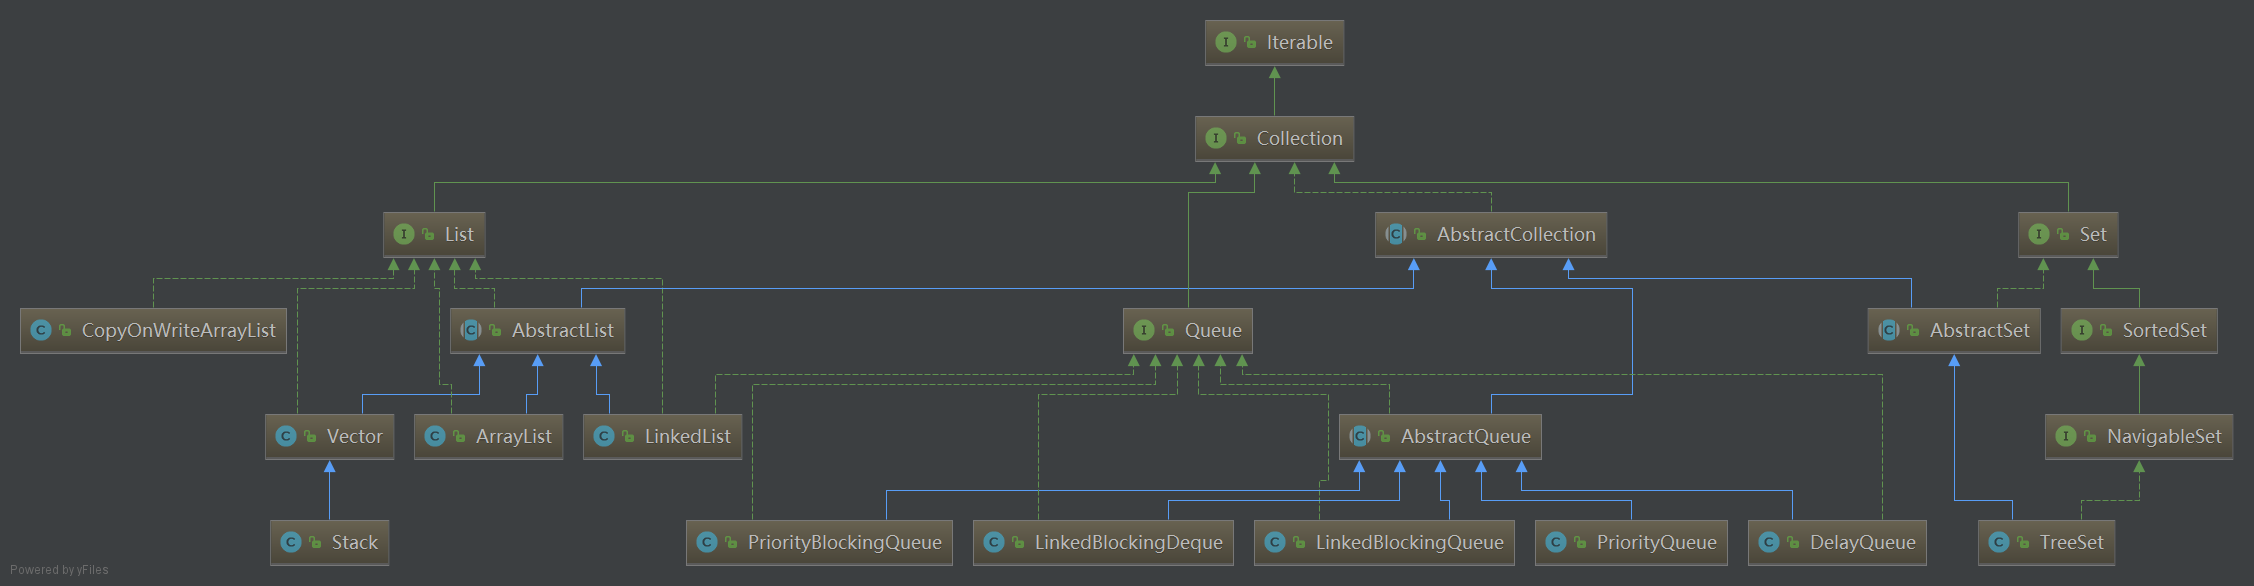 Iterable
Collection
List
AbstractCollection
Set
CopyOnWriteArrayList
AbstractList
Queue
AbstractSet
SortedSet
Vector
ArrayList
LinkedList
AbstractQueue
NavigableSet
Stack
PriorityBlockingQueue
LinkedBlockingDeque
LinkedBlockingQueue
PriorityQueue
DelayQueue
TreeSet
Powered by yFiles